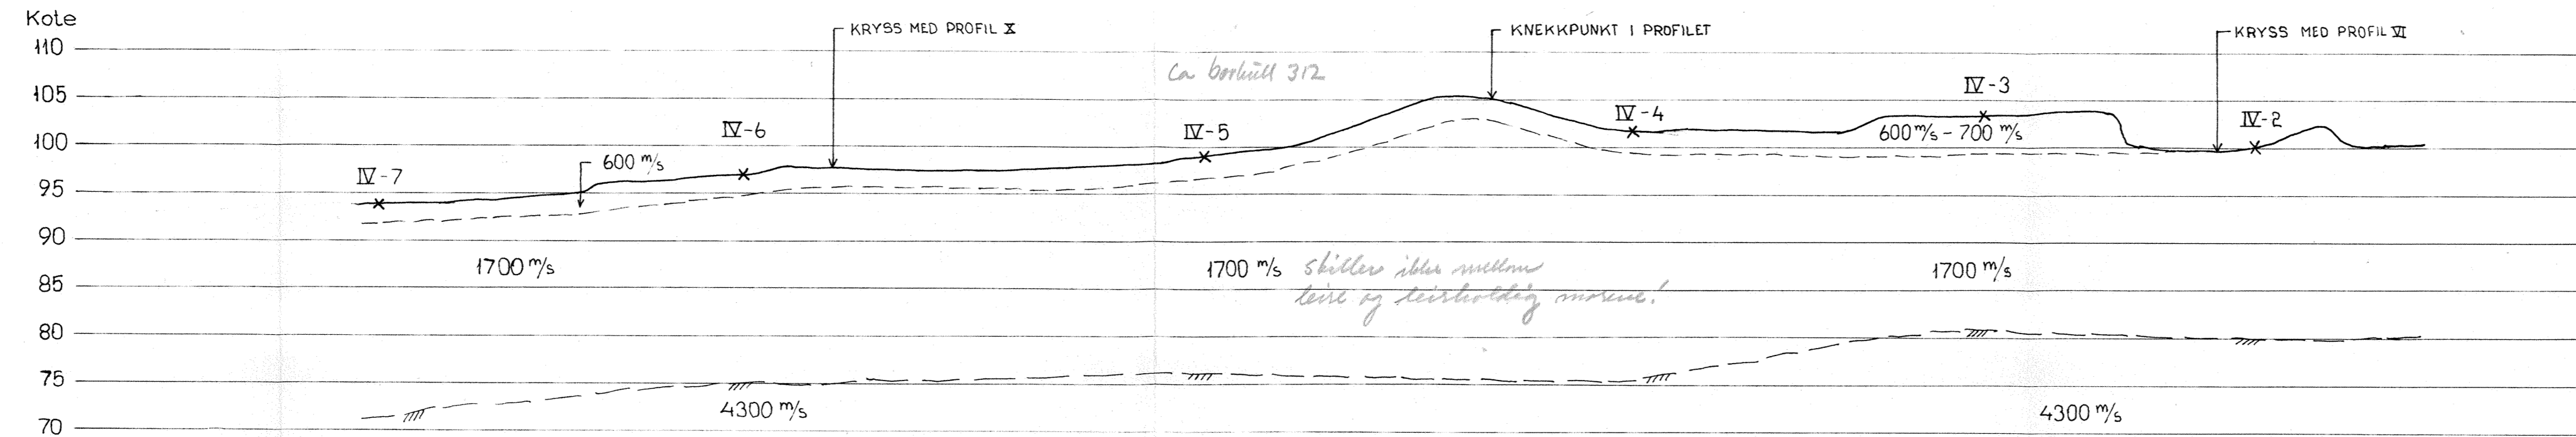 Kote
110
KRYSS MED PROFIL X
KNEKKPUNKT I PROFILET
KRYSS MED PROFIL VI
Ca borhull 312
105
IV-3
IV-6
IV-5
IV-4
IV-2
600 m/s - 700 m/s
100
600 m/s
IV-7
95
90
1700 m/s
1700 m/s
skiller ikke mellom
1700 m/s
85
leire og leirholdig morene!
80
75
4300 m/s
4300 m/s
70